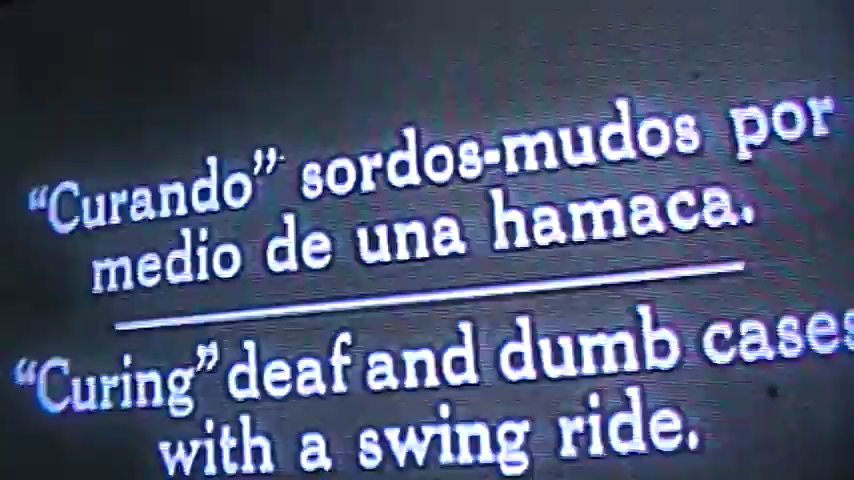 “Curando” sordos-mudos por
medio de una hamaca.
“Curing” deaf and dumb cases
with a swing ride.